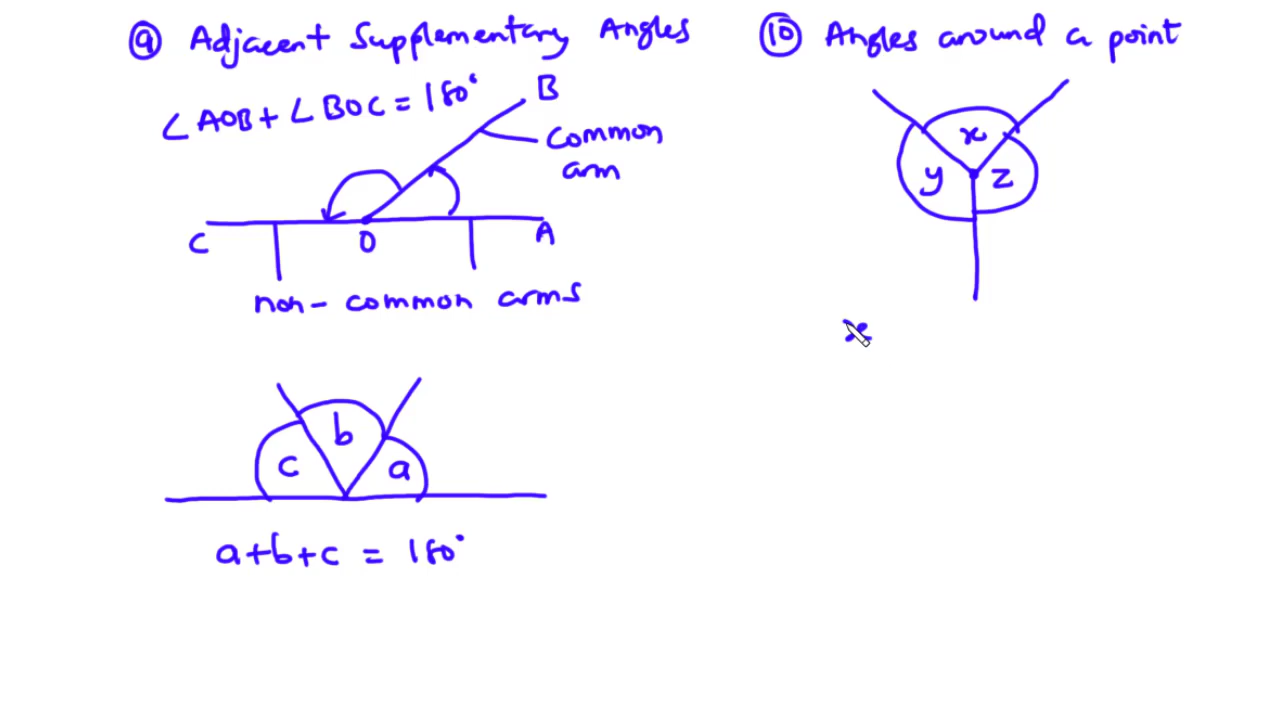 ⑨ Adjacent Supplementary Angles
∠AOB + ∠BOC = 180°
B
Common
arm
C
O
A
non-common arms
b
c
a
a+b+c = 180°
⑩ Angles around a point
x
y
z
x